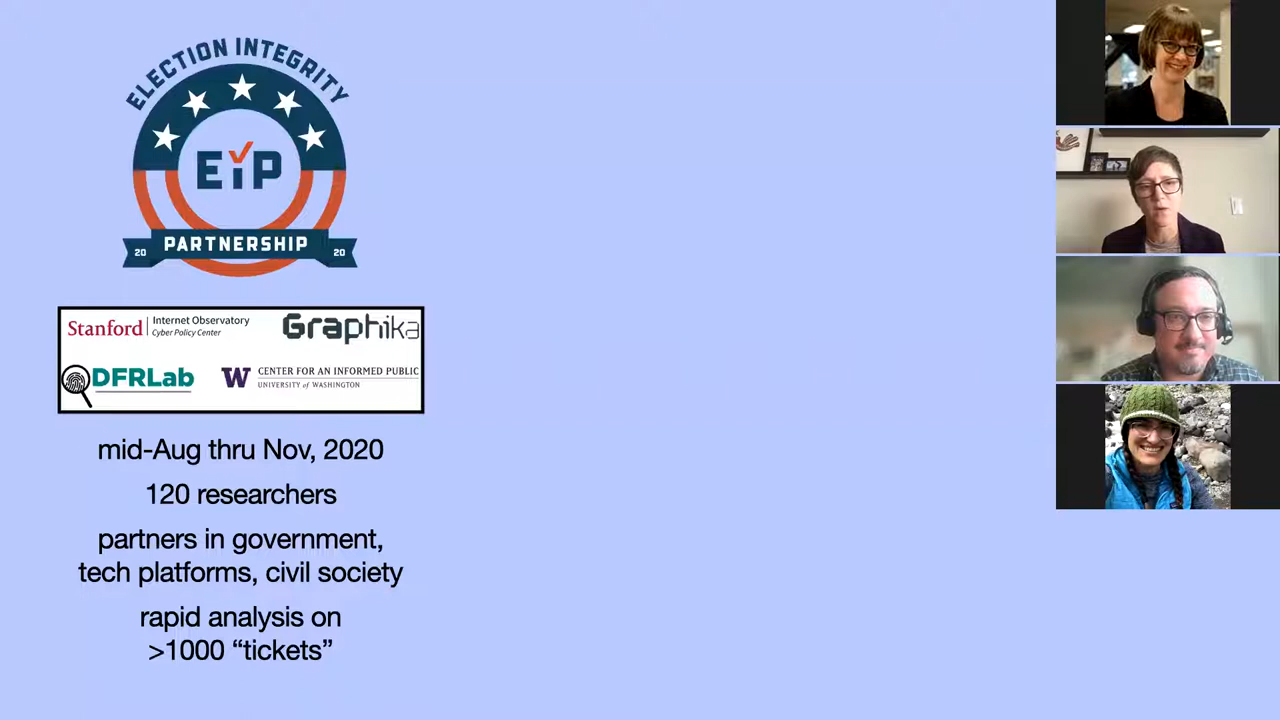 ELECTION INTEGRITY
EiP
20 PARTNERSHIP 20
Stanford Internet Observatory
Cyber Policy Center
Graphika
DFRLab
W CENTER FOR AN INFORMED PUBLIC
UNIVERSITY of WASHINGTON
mid-Aug thru Nov, 2020
120 researchers
partners in government,
tech platforms, civil society
rapid analysis on
>1000 “tickets”